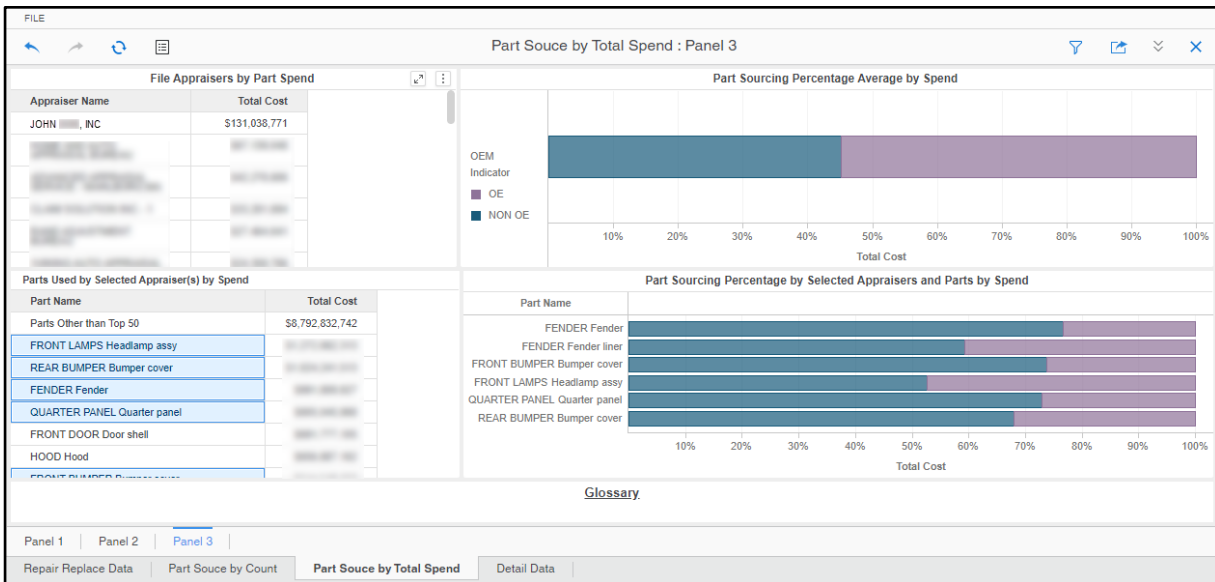 FILE
Part Souce by Total Spend : Panel 3
File Appraisers by Part Spend
Appraiser Name Total Cost
JOHN , INC $131,038,771
Part Sourcing Percentage Average by Spend
OEM
Indicator
OE
NON OE
10% 20% 30% 40% 50% 60% 70% 80% 90% 100%
Total Cost
Parts Used by Selected Appraiser(s) by Spend
Part Name Total Cost
Parts Other than Top 50 $8,792,832,742
FRONT LAMPS Headlamp assy
REAR BUMPER Bumper cover
FENDER Fender
QUARTER PANEL Quarter panel
FRONT DOOR Door shell
HOOD Hood
FRONT BUMPER Bumper cover
Part Sourcing Percentage by Selected Appraisers and Parts by Spend
Part Name
FENDER Fender
FENDER Fender liner
FRONT BUMPER Bumper cover
FRONT LAMPS Headlamp assy
QUARTER PANEL Quarter panel
REAR BUMPER Bumper cover
10% 20% 30% 40% 50% 60% 70% 80% 90% 100%
Total Cost
Glossary
Panel 1 Panel 2 Panel 3
Repair Replace Data Part Souce by Count Part Souce by Total Spend Detail Data